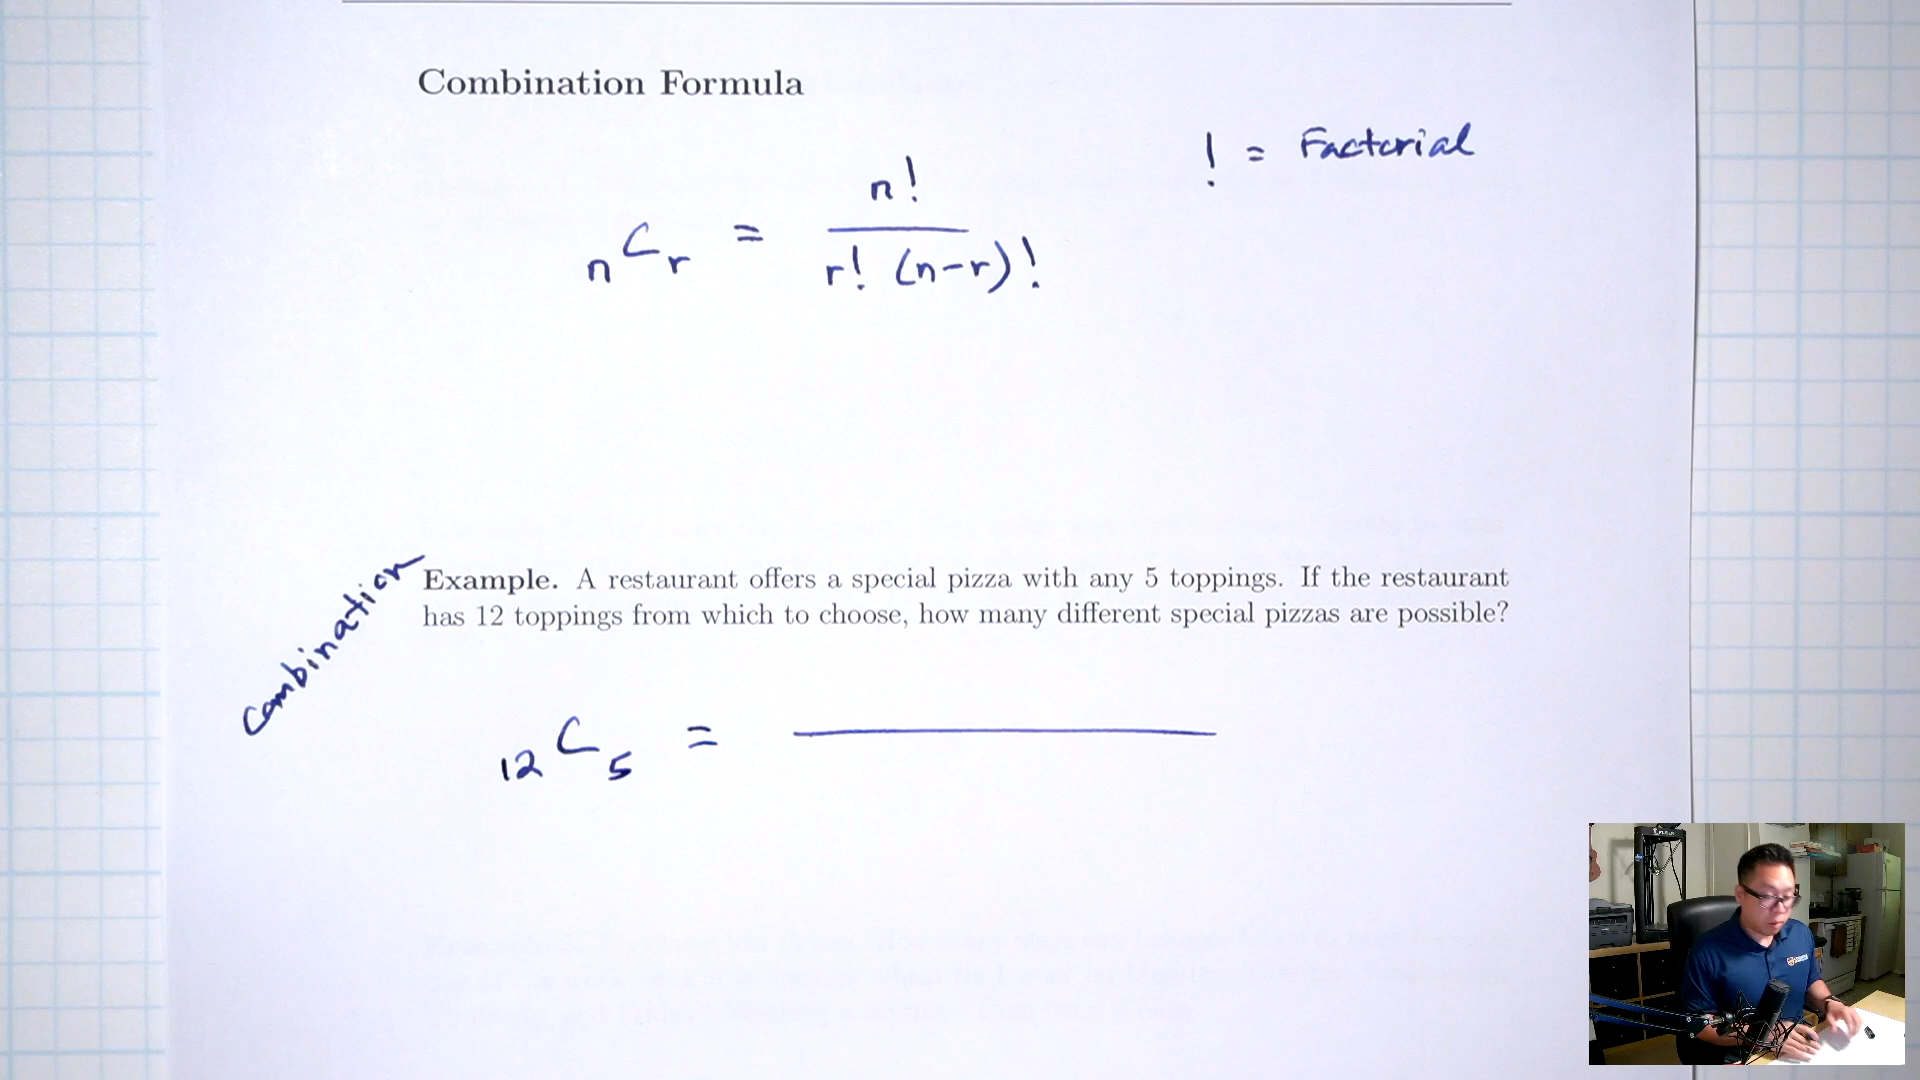 Combination Formula
! = Factorial
nCr = n! / r! (n-r)!
Combination
Example. A restaurant offers a special pizza with any 5 toppings. If the restaurant
has 12 toppings from which to choose, how many different special pizzas are possible?
12C5 =